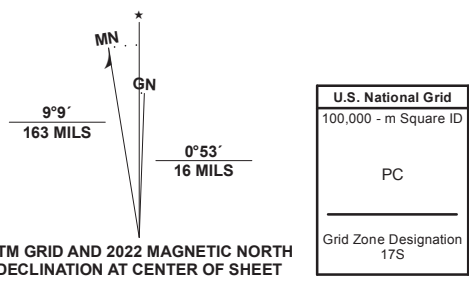 MN
GN
9°9´
163 MILS
0°53´
16 MILS
TM GRID AND 2022 MAGNETIC NORTH
DECLINATION AT CENTER OF SHEET
U.S. National Grid
100,000 - m Square ID
PC
Grid Zone Designation
17S